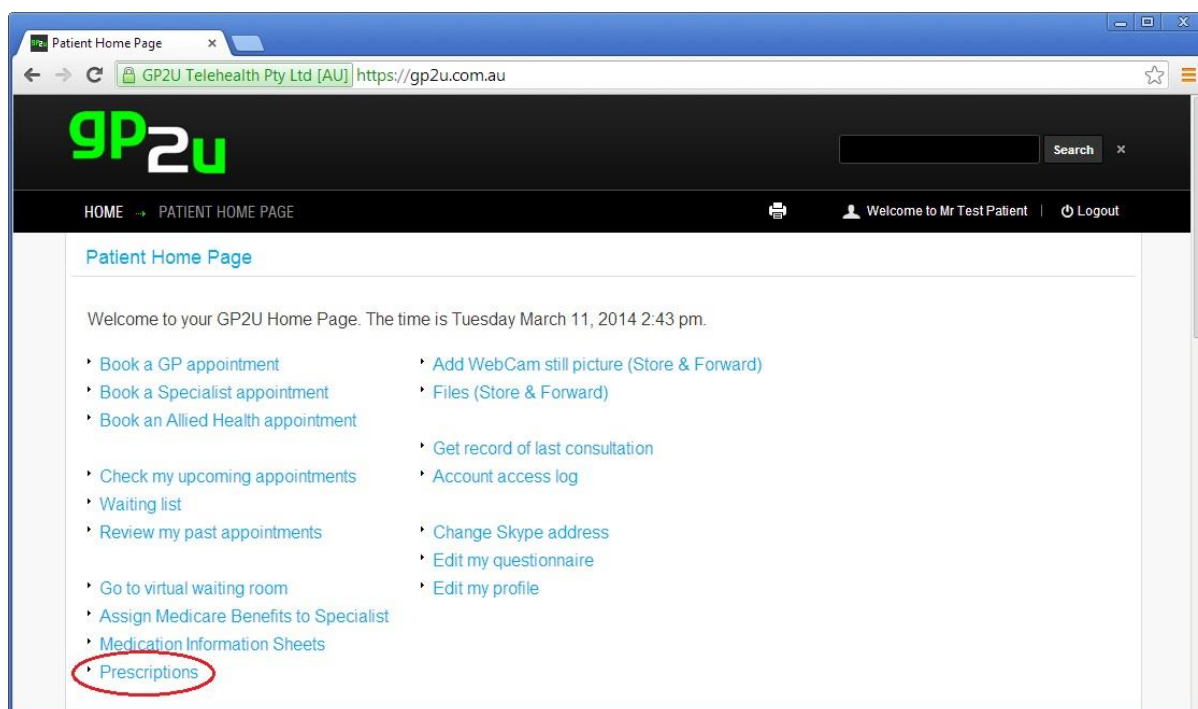 Patient Home Page
GP2U Telehealth Pty Ltd [AU] https://gp2u.com.au
gp2u
Search
HOME PATIENT HOME PAGE
Welcome to Mr Test Patient | Logout
Patient Home Page
Welcome to your GP2U Home Page. The time is Tuesday March 11, 2014 2:43 pm.
Book a GP appointment
Book a Specialist appointment
Book an Allied Health appointment
Check my upcoming appointments
Waiting list
Review my past appointments
Go to virtual waiting room
Assign Medicare Benefits to Specialist
Medication Information Sheets
Prescriptions
Add WebCam still picture (Store & Forward)
Files (Store & Forward)
Get record of last consultation
Account access log
Change Skype address
Edit my questionnaire
Edit my profile